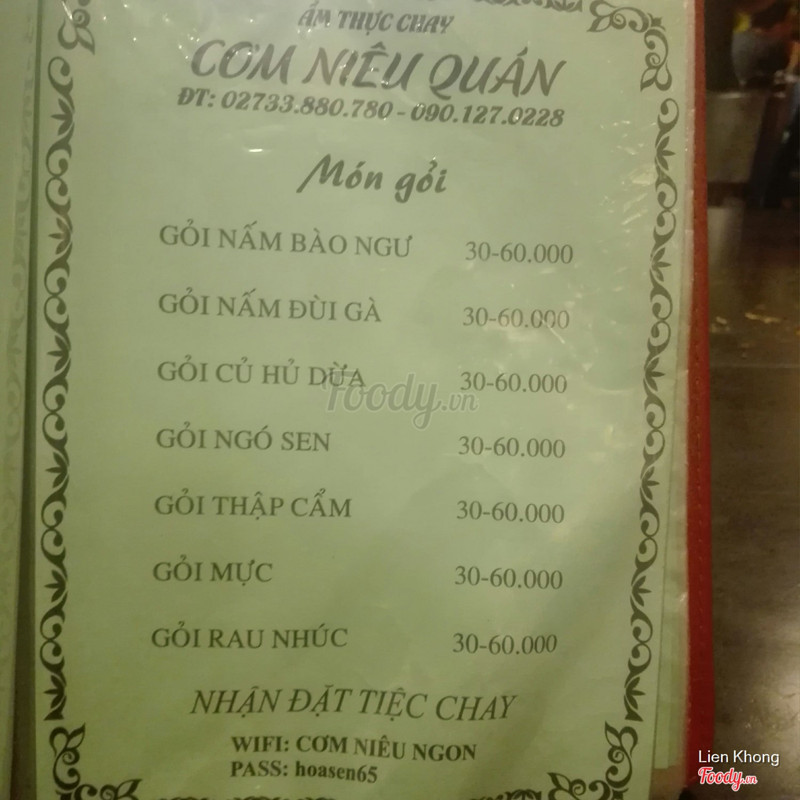 ẨM THỰC CHAY
CƠM NIÊU QUÁN
ĐT: 02733.880.780 - 090.127.0228
Món gỏi
GỎI NẤM BÀO NGƯ 30-60.000
GỎI NẤM ĐÙI GÀ 30-60.000
GỎI CỦ HỦ DỪA 30-60.000
Foody.vn
GỎI NGÓ SEN 30-60.000
GỎI THẬP CẨM 30-60.000
GỎI MỰC 30-60.000
GỎI RAU NHÚC 30-60.000
NHẬN ĐẶT TIỆC CHAY
WIFI: CƠM NIÊU NGON
PASS: hoasen65
Lien Khong
Foody.vn